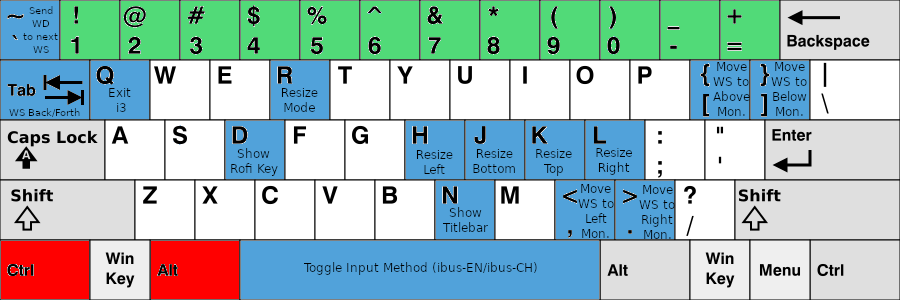 ~ Send
WD
` to next
WS
! @ # $ % ^ & * ( ) _ +
1 2 3 4 5 6 7 8 9 0 - =
Backspace
Tab
WS Back/Forth
Q
Exit
i3
W E
R
Resize
Mode
T Y U I O P
{ Move
WS to
[ Above
Mon.
} Move
WS to
] Below
Mon.
|
\
Caps Lock
A
A S
D
Show
Rofi Key
F G
H
Resize
Left
J
Resize
Bottom
K
Resize
Top
L
Resize
Right
: "
; '
Enter
Shift
Z X C V B
N
Show
Titlebar
M
< Move
WS to
Left
, Mon.
> Move
WS to
Right
. Mon.
?
/
Shift
Ctrl
Win
Key
Alt
Toggle Input Method (ibus-EN/ibus-CH)
Alt
Win
Key
Menu
Ctrl